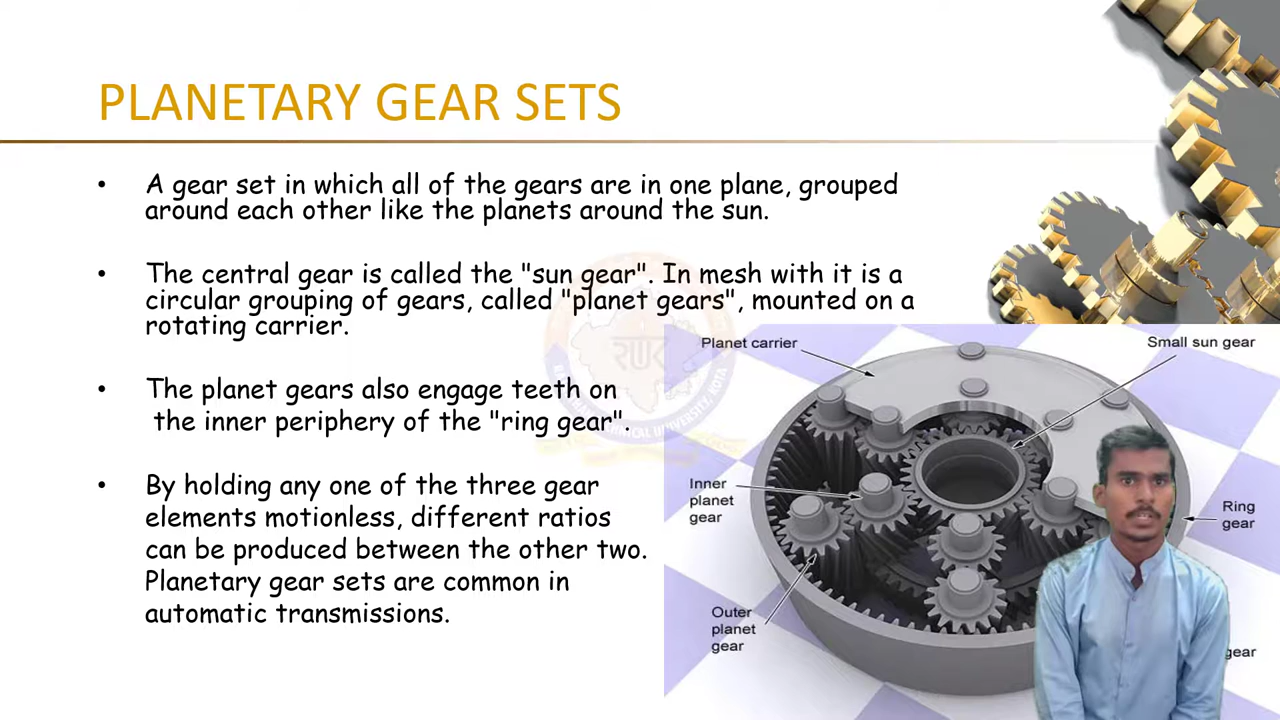 PLANETARY GEAR SETS
• A gear set in which all of the gears are in one plane, grouped
around each other like the planets around the sun.
• The central gear is called the "sun gear". In mesh with it is a
circular grouping of gears, called "planet gears", mounted on a
rotating carrier.
• The planet gears also engage teeth on
the inner periphery of the "ring gear".
• By holding any one of the three gear
elements motionless, different ratios
can be produced between the other two.
Planetary gear sets are common in
automatic transmissions.
Planet carrier
Small sun gear
Inner
planet
gear
Ring
gear
Outer
planet
gear
gear